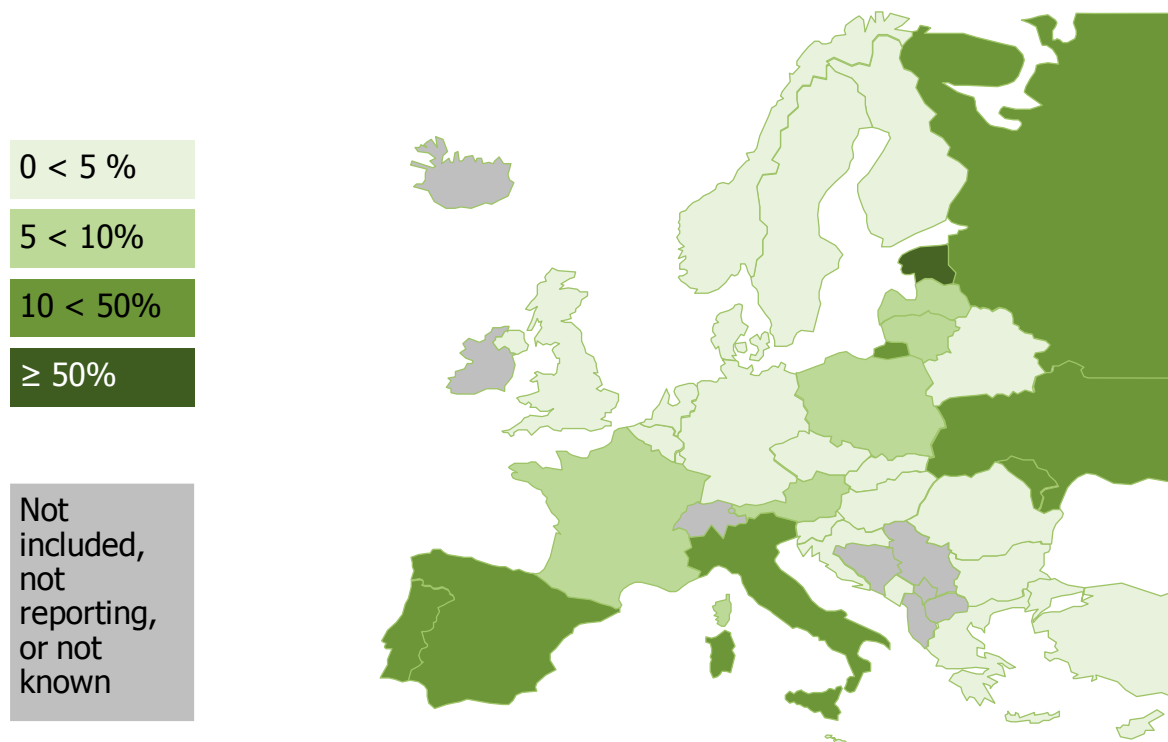 0 < 5 %
5 < 10%
10 < 50%
≥ 50%
Not
included,
not
reporting,
or not
known